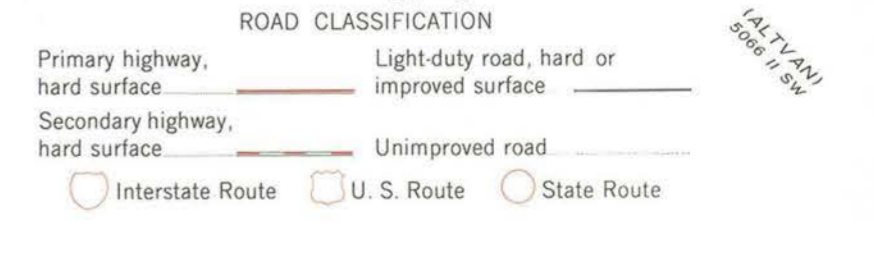 ROAD CLASSIFICATION
Primary highway,
hard surface
Light-duty road, hard or
improved surface
Secondary highway,
hard surface
Unimproved road
Interstate Route
U. S. Route
State Route
(ALTVAN)
5066 II SW